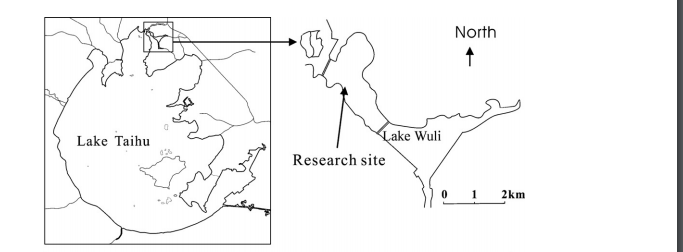 North
Lake Taihu
Lake Wuli
Research site
0 1 2km